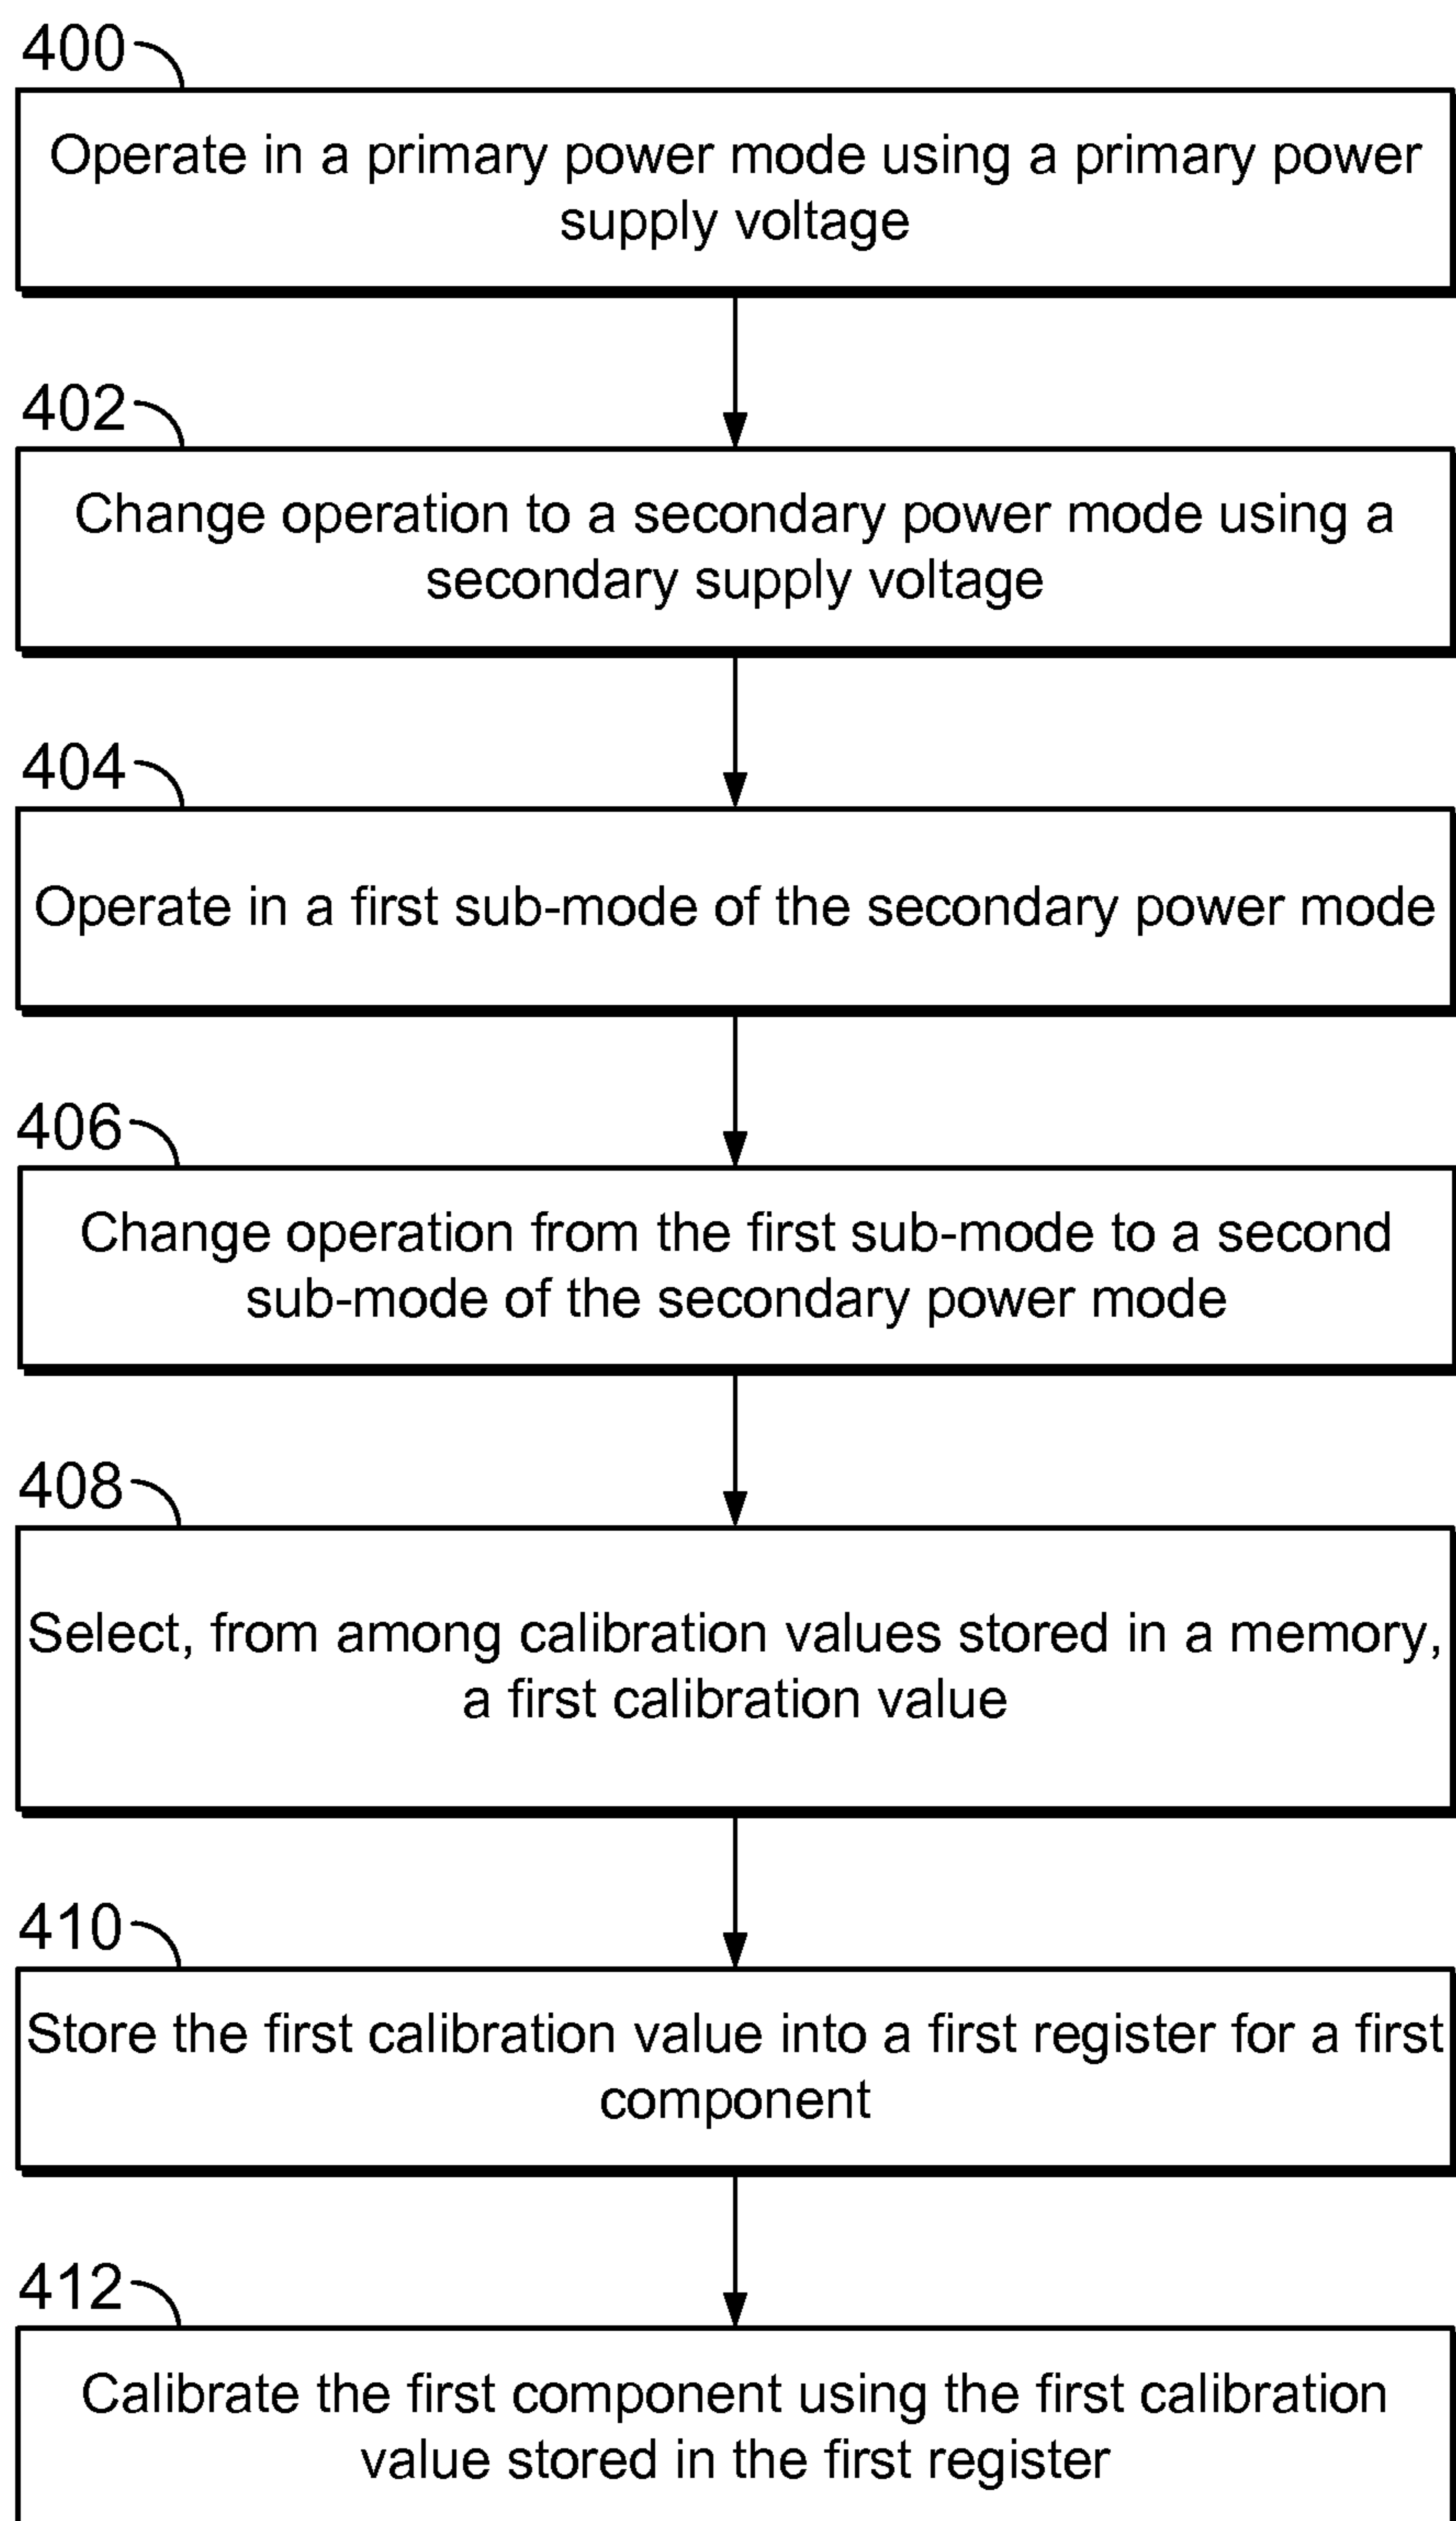 400
Operate in a primary power mode using a primary power
supply voltage
402
Change operation to a secondary power mode using a
secondary supply voltage
404
Operate in a first sub-mode of the secondary power mode
406
Change operation from the first sub-mode to a second
sub-mode of the secondary power mode
408
Select, from among calibration values stored in a memory,
a first calibration value
410
Store the first calibration value into a first register for a first
component
412
Calibrate the first component using the first calibration
value stored in the first register